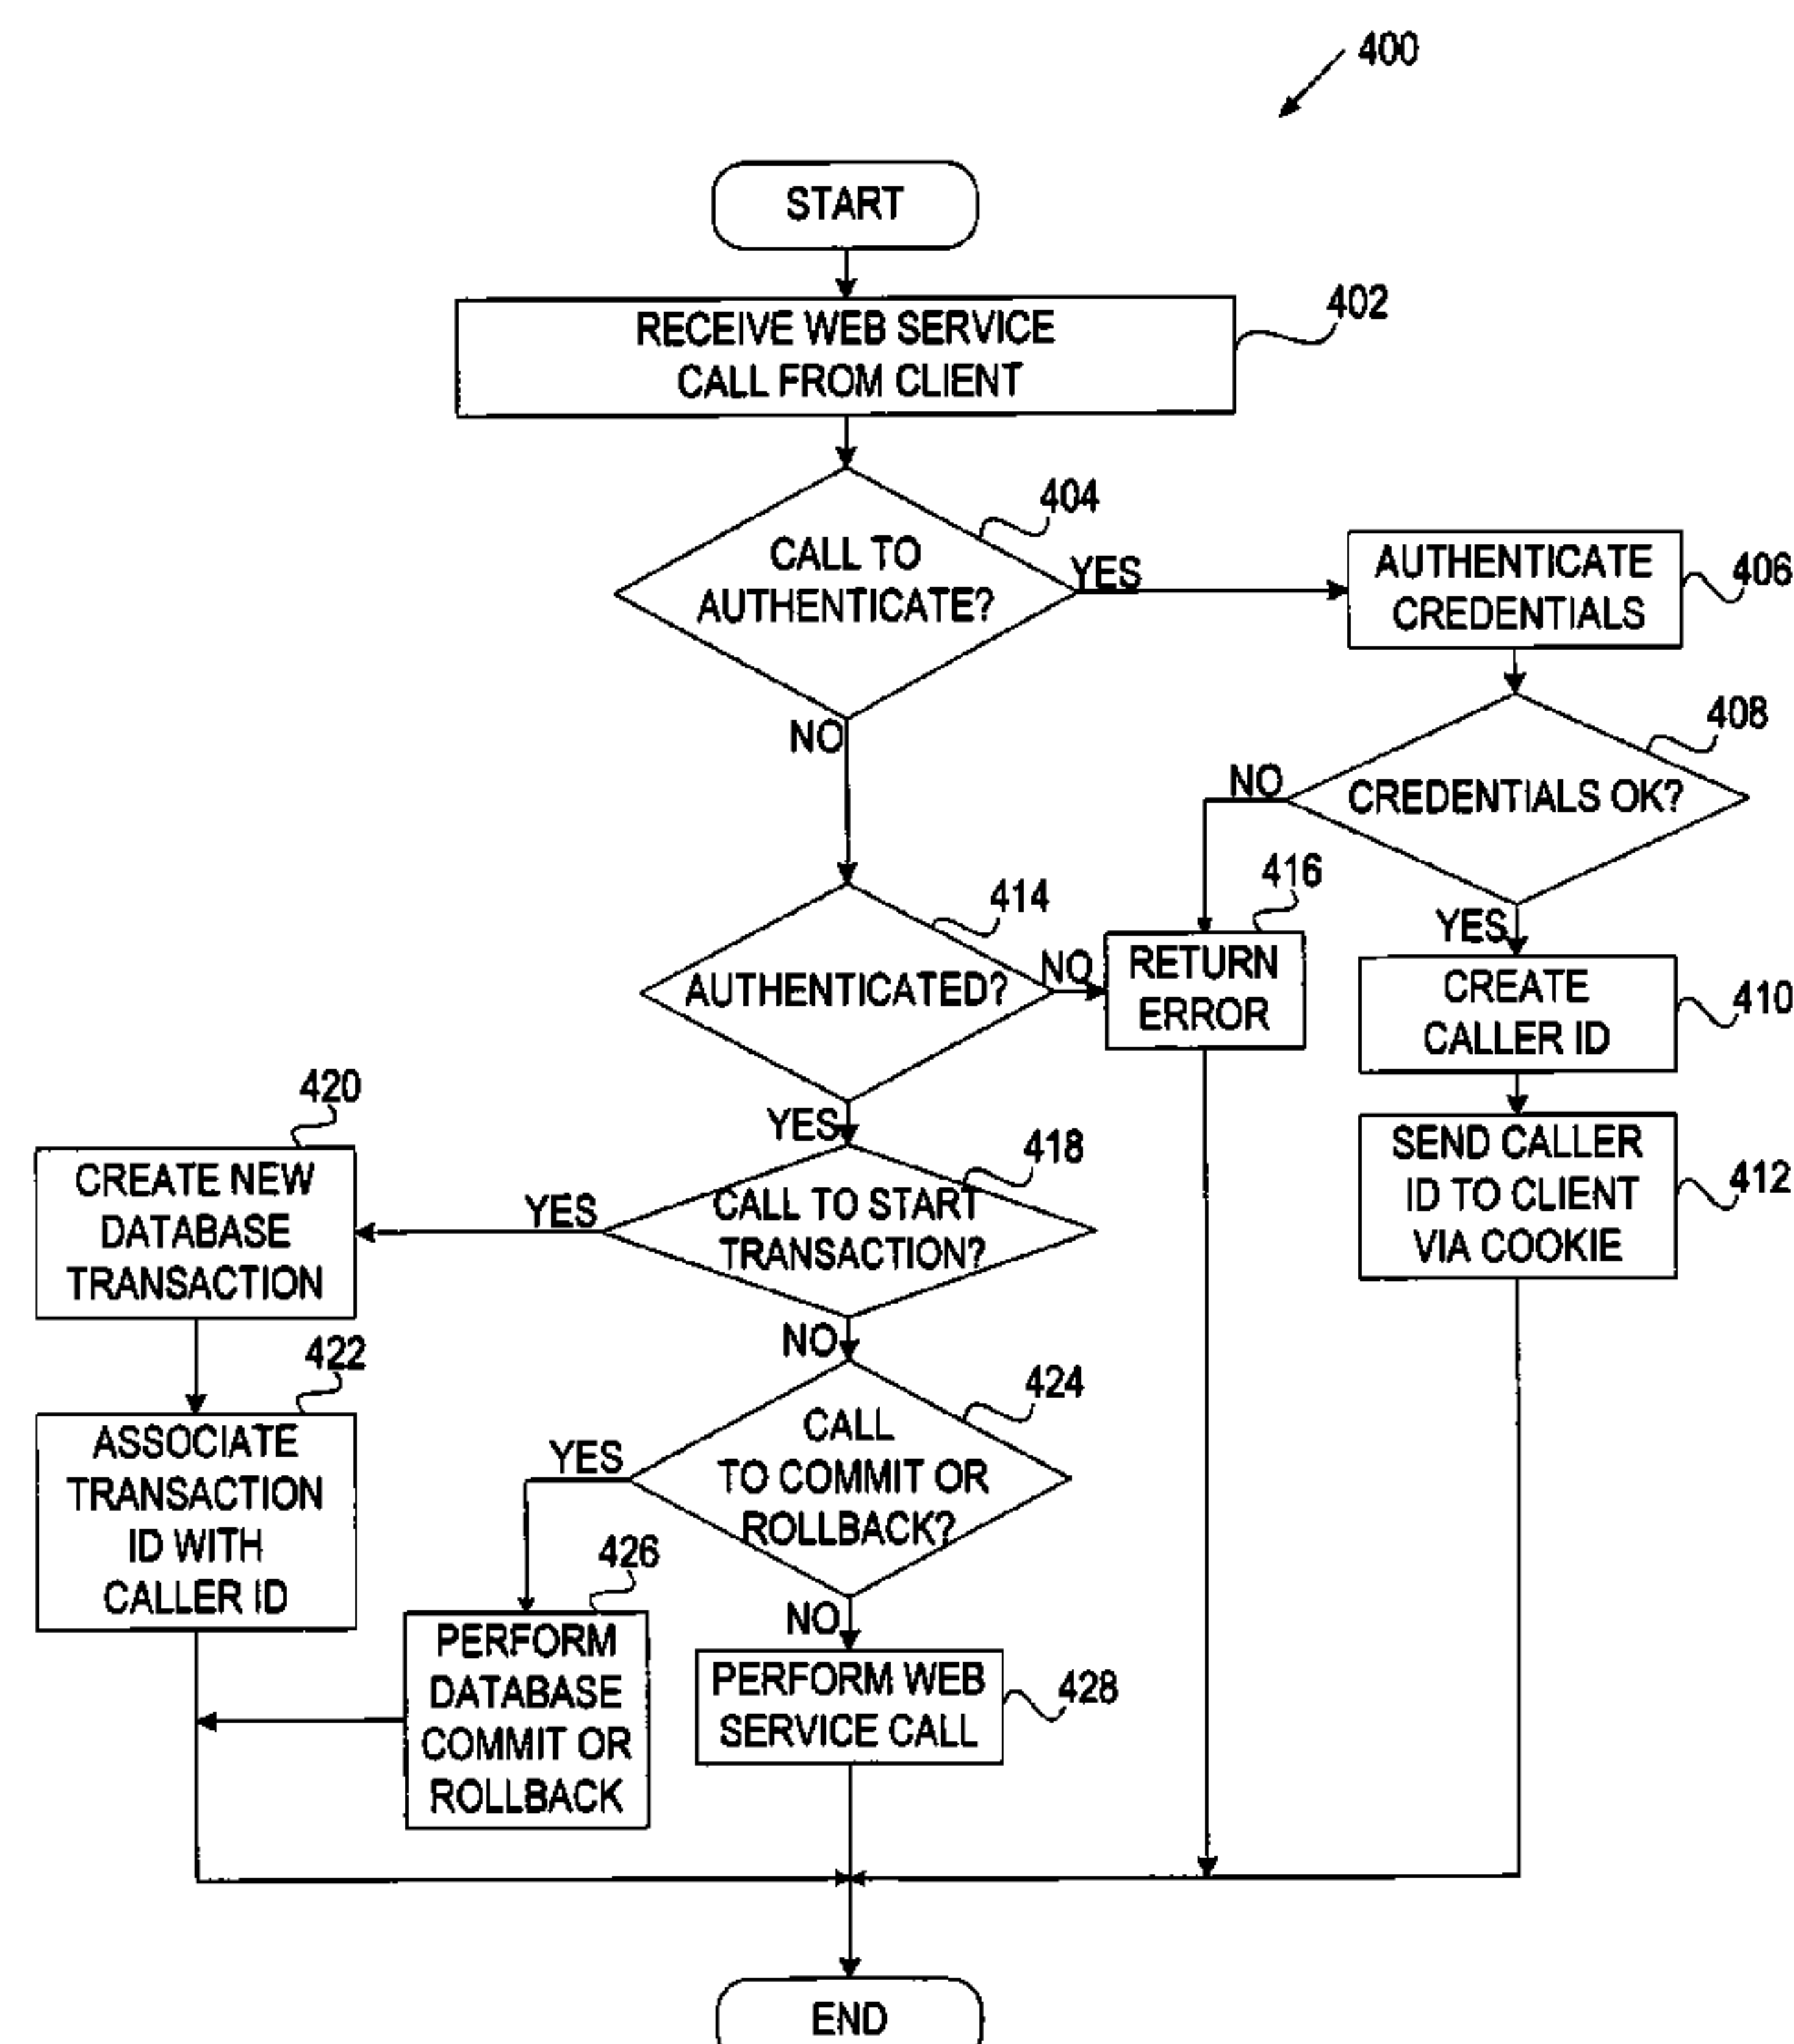 400
START
RECEIVE WEB SERVICE
CALL FROM CLIENT
402
CALL TO
AUTHENTICATE?
404
YES
NO
AUTHENTICATE
CREDENTIALS
406
CREDENTIALS OK?
408
NO
YES
AUTHENTICATED?
414
NO
YES
RETURN
ERROR
416
CREATE
CALLER ID
410
SEND CALLER
ID TO CLIENT
VIA COOKIE
412
CALL TO START
TRANSACTION?
418
YES
NO
CREATE NEW
DATABASE
TRANSACTION
420
ASSOCIATE
TRANSACTION
ID WITH
CALLER ID
422
CALL
TO COMMIT OR
ROLLBACK?
424
YES
NO
PERFORM
DATABASE
COMMIT OR
ROLLBACK
426
PERFORM WEB
SERVICE CALL
428
END